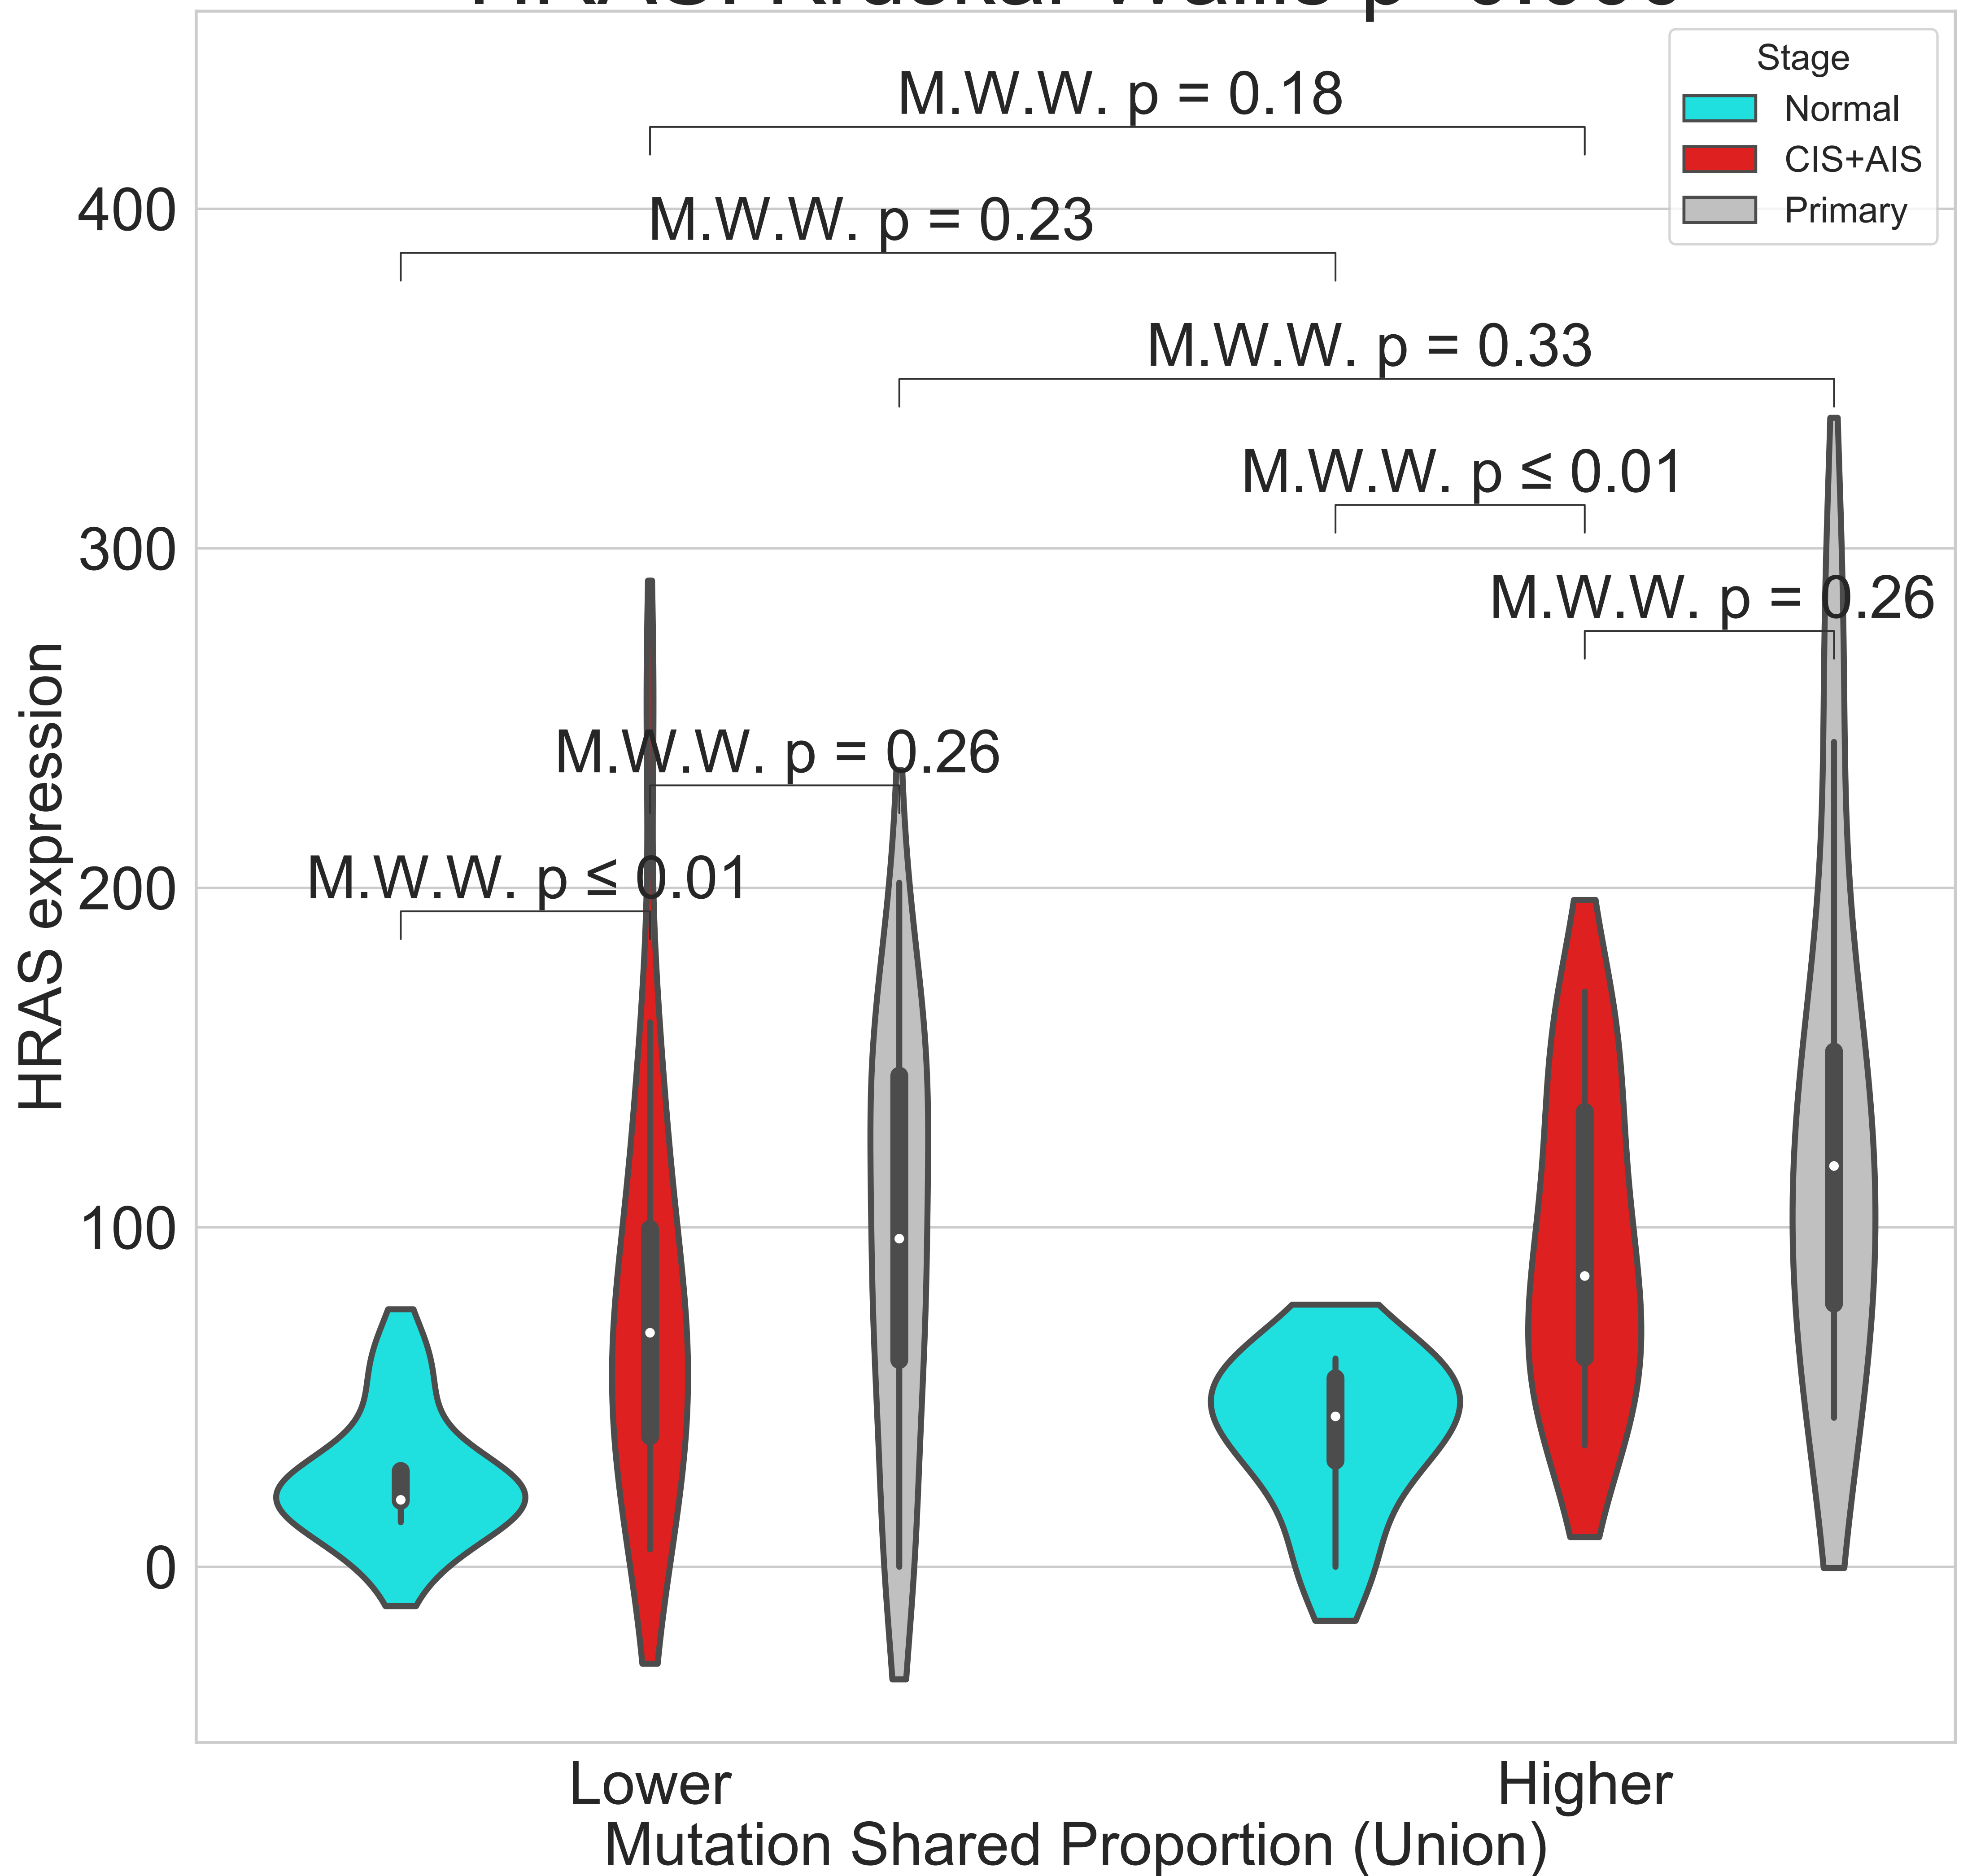 Stage
Normal
CIS+AIS
Primary
M.W.W. p = 0.18
M.W.W. p = 0.23
M.W.W. p = 0.33
M.W.W. p ≤ 0.01
M.W.W. p = 0.26
M.W.W. p = 0.26
M.W.W. p ≤ 0.01
400
300
200
100
0
HRAS expression
Lower
Higher
Mutation Shared Proportion (Union)